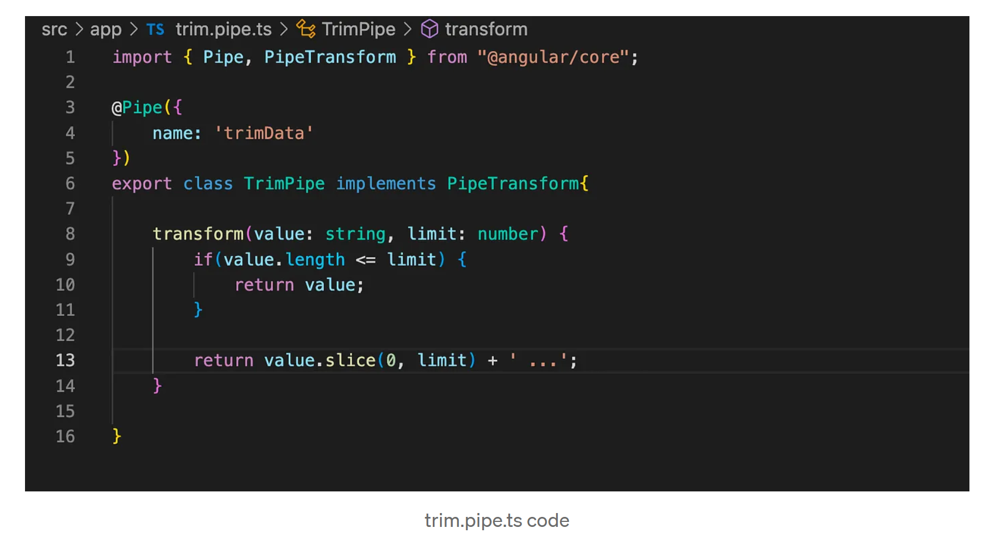 src > app > TS trim.pipe.ts > TrimPipe > transform
1 import { Pipe, PipeTransform } from "@angular/core";
2
3 @Pipe({
4 name: 'trimData'
5 })
6 export class TrimPipe implements PipeTransform{
7
8 transform(value: string, limit: number) {
9 if(value.length <= limit) {
10 return value;
11 }
12
13 return value.slice(0, limit) + ' ...';
14 }
15
16 }
trim.pipe.ts code